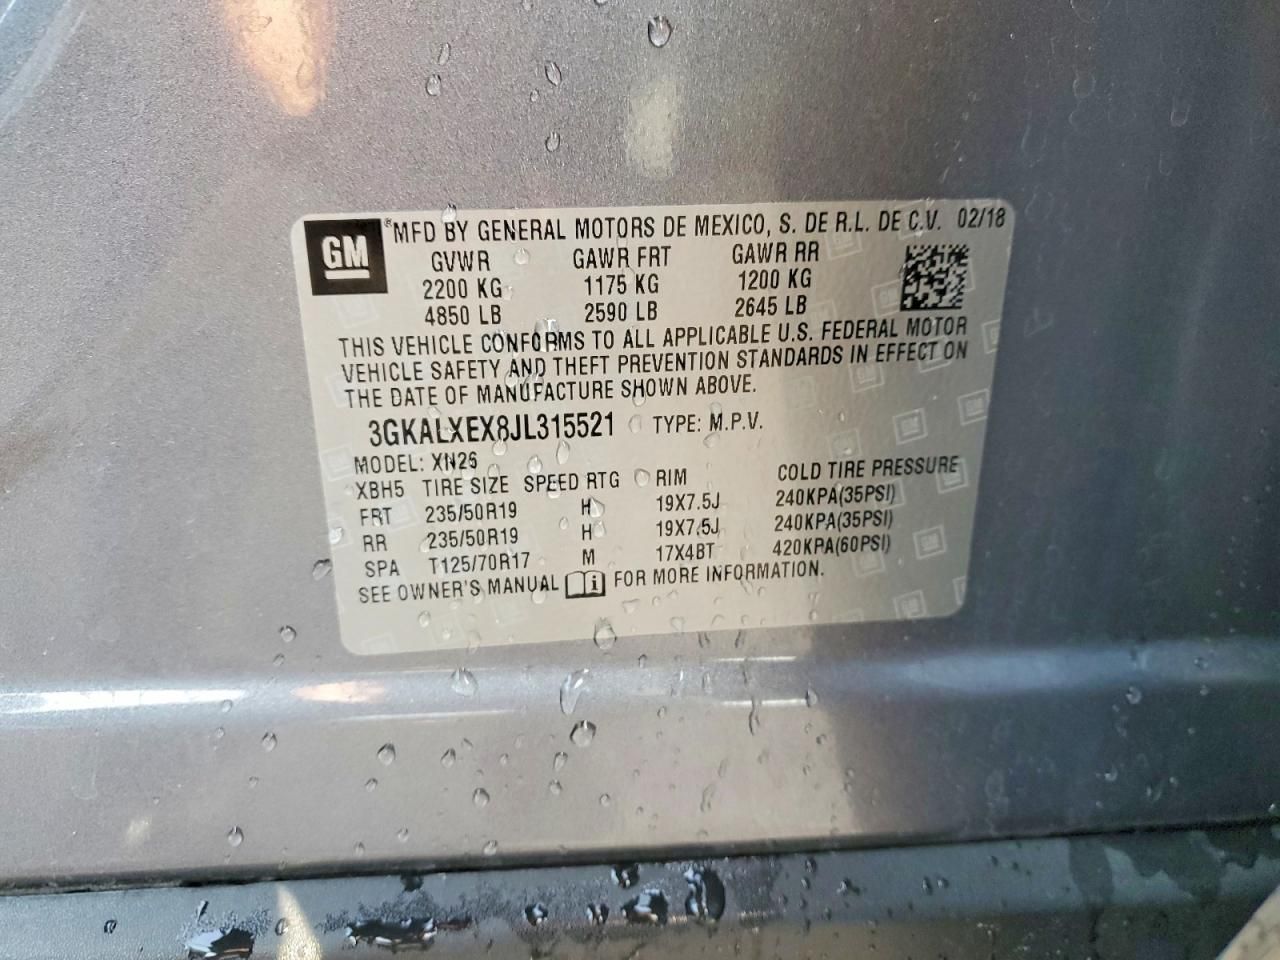 GM
® MFD BY GENERAL MOTORS DE MEXICO, S. DE R.L. DE C.V. 02/18
GVWR GAWR FRT GAWR RR
2200 KG 1175 KG 1200 KG
4850 LB 2590 LB 2645 LB
THIS VEHICLE CONFORMS TO ALL APPLICABLE U.S. FEDERAL MOTOR
VEHICLE SAFETY AND THEFT PREVENTION STANDARDS IN EFFECT ON
THE DATE OF MANUFACTURE SHOWN ABOVE.
3GKALXEX8JL315521 TYPE: M.P.V.
MODEL: XN26
XBH5 TIRE SIZE SPEED RTG RIM COLD TIRE PRESSURE
FRT 235/50R19 H 19X7.5J 240KPA(35PSI)
RR 235/50R19 H 19X7.5J 240KPA(35PSI)
SPA T125/70R17 M 17X4BT 420KPA(60PSI)
SEE OWNER'S MANUAL i FOR MORE INFORMATION.